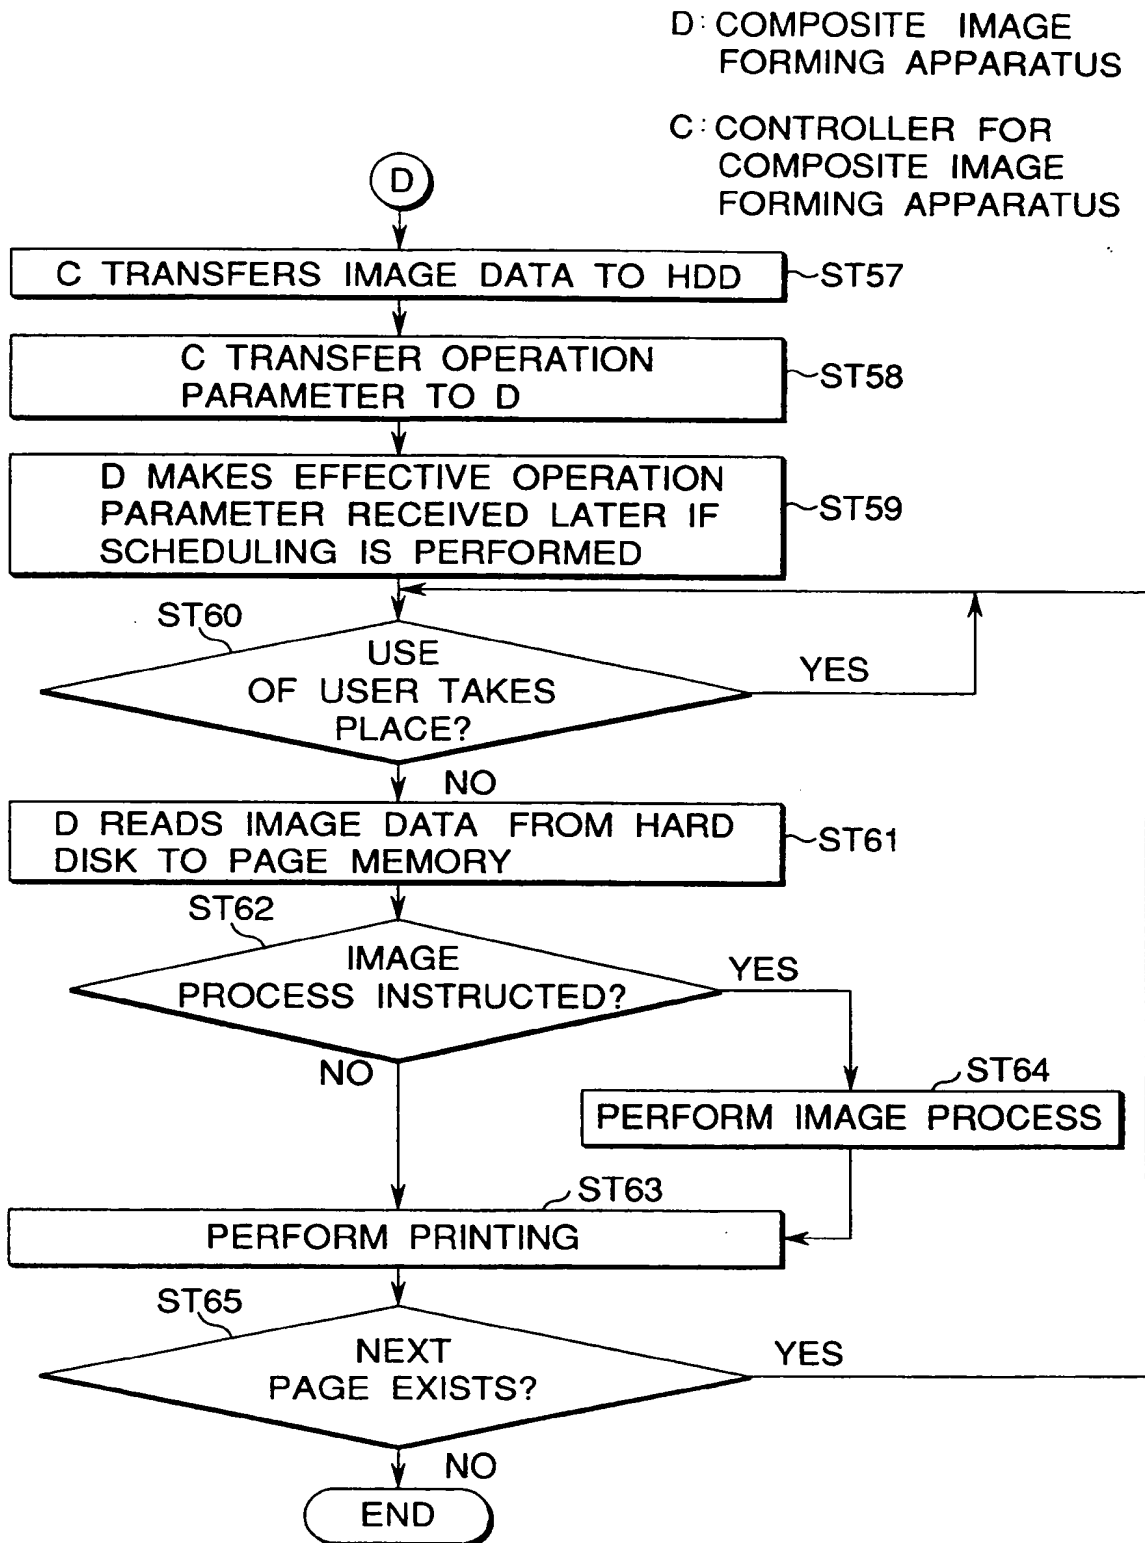 D: COMPOSITE IMAGE
FORMING APPARATUS
C: CONTROLLER FOR
COMPOSITE IMAGE
FORMING APPARATUS
D
C TRANSFERS IMAGE DATA TO HDD
ST57
C TRANSFER OPERATION
PARAMETER TO D
ST58
D MAKES EFFECTIVE OPERATION
PARAMETER RECEIVED LATER IF
SCHEDULING IS PERFORMED
ST59
ST60
USE
OF USER TAKES
PLACE?
YES
NO
D READS IMAGE DATA FROM HARD
DISK TO PAGE MEMORY
ST61
ST62
IMAGE
PROCESS INSTRUCTED?
YES
NO
ST64
PERFORM IMAGE PROCESS
ST63
PERFORM PRINTING
ST65
NEXT
PAGE EXISTS?
YES
NO
END